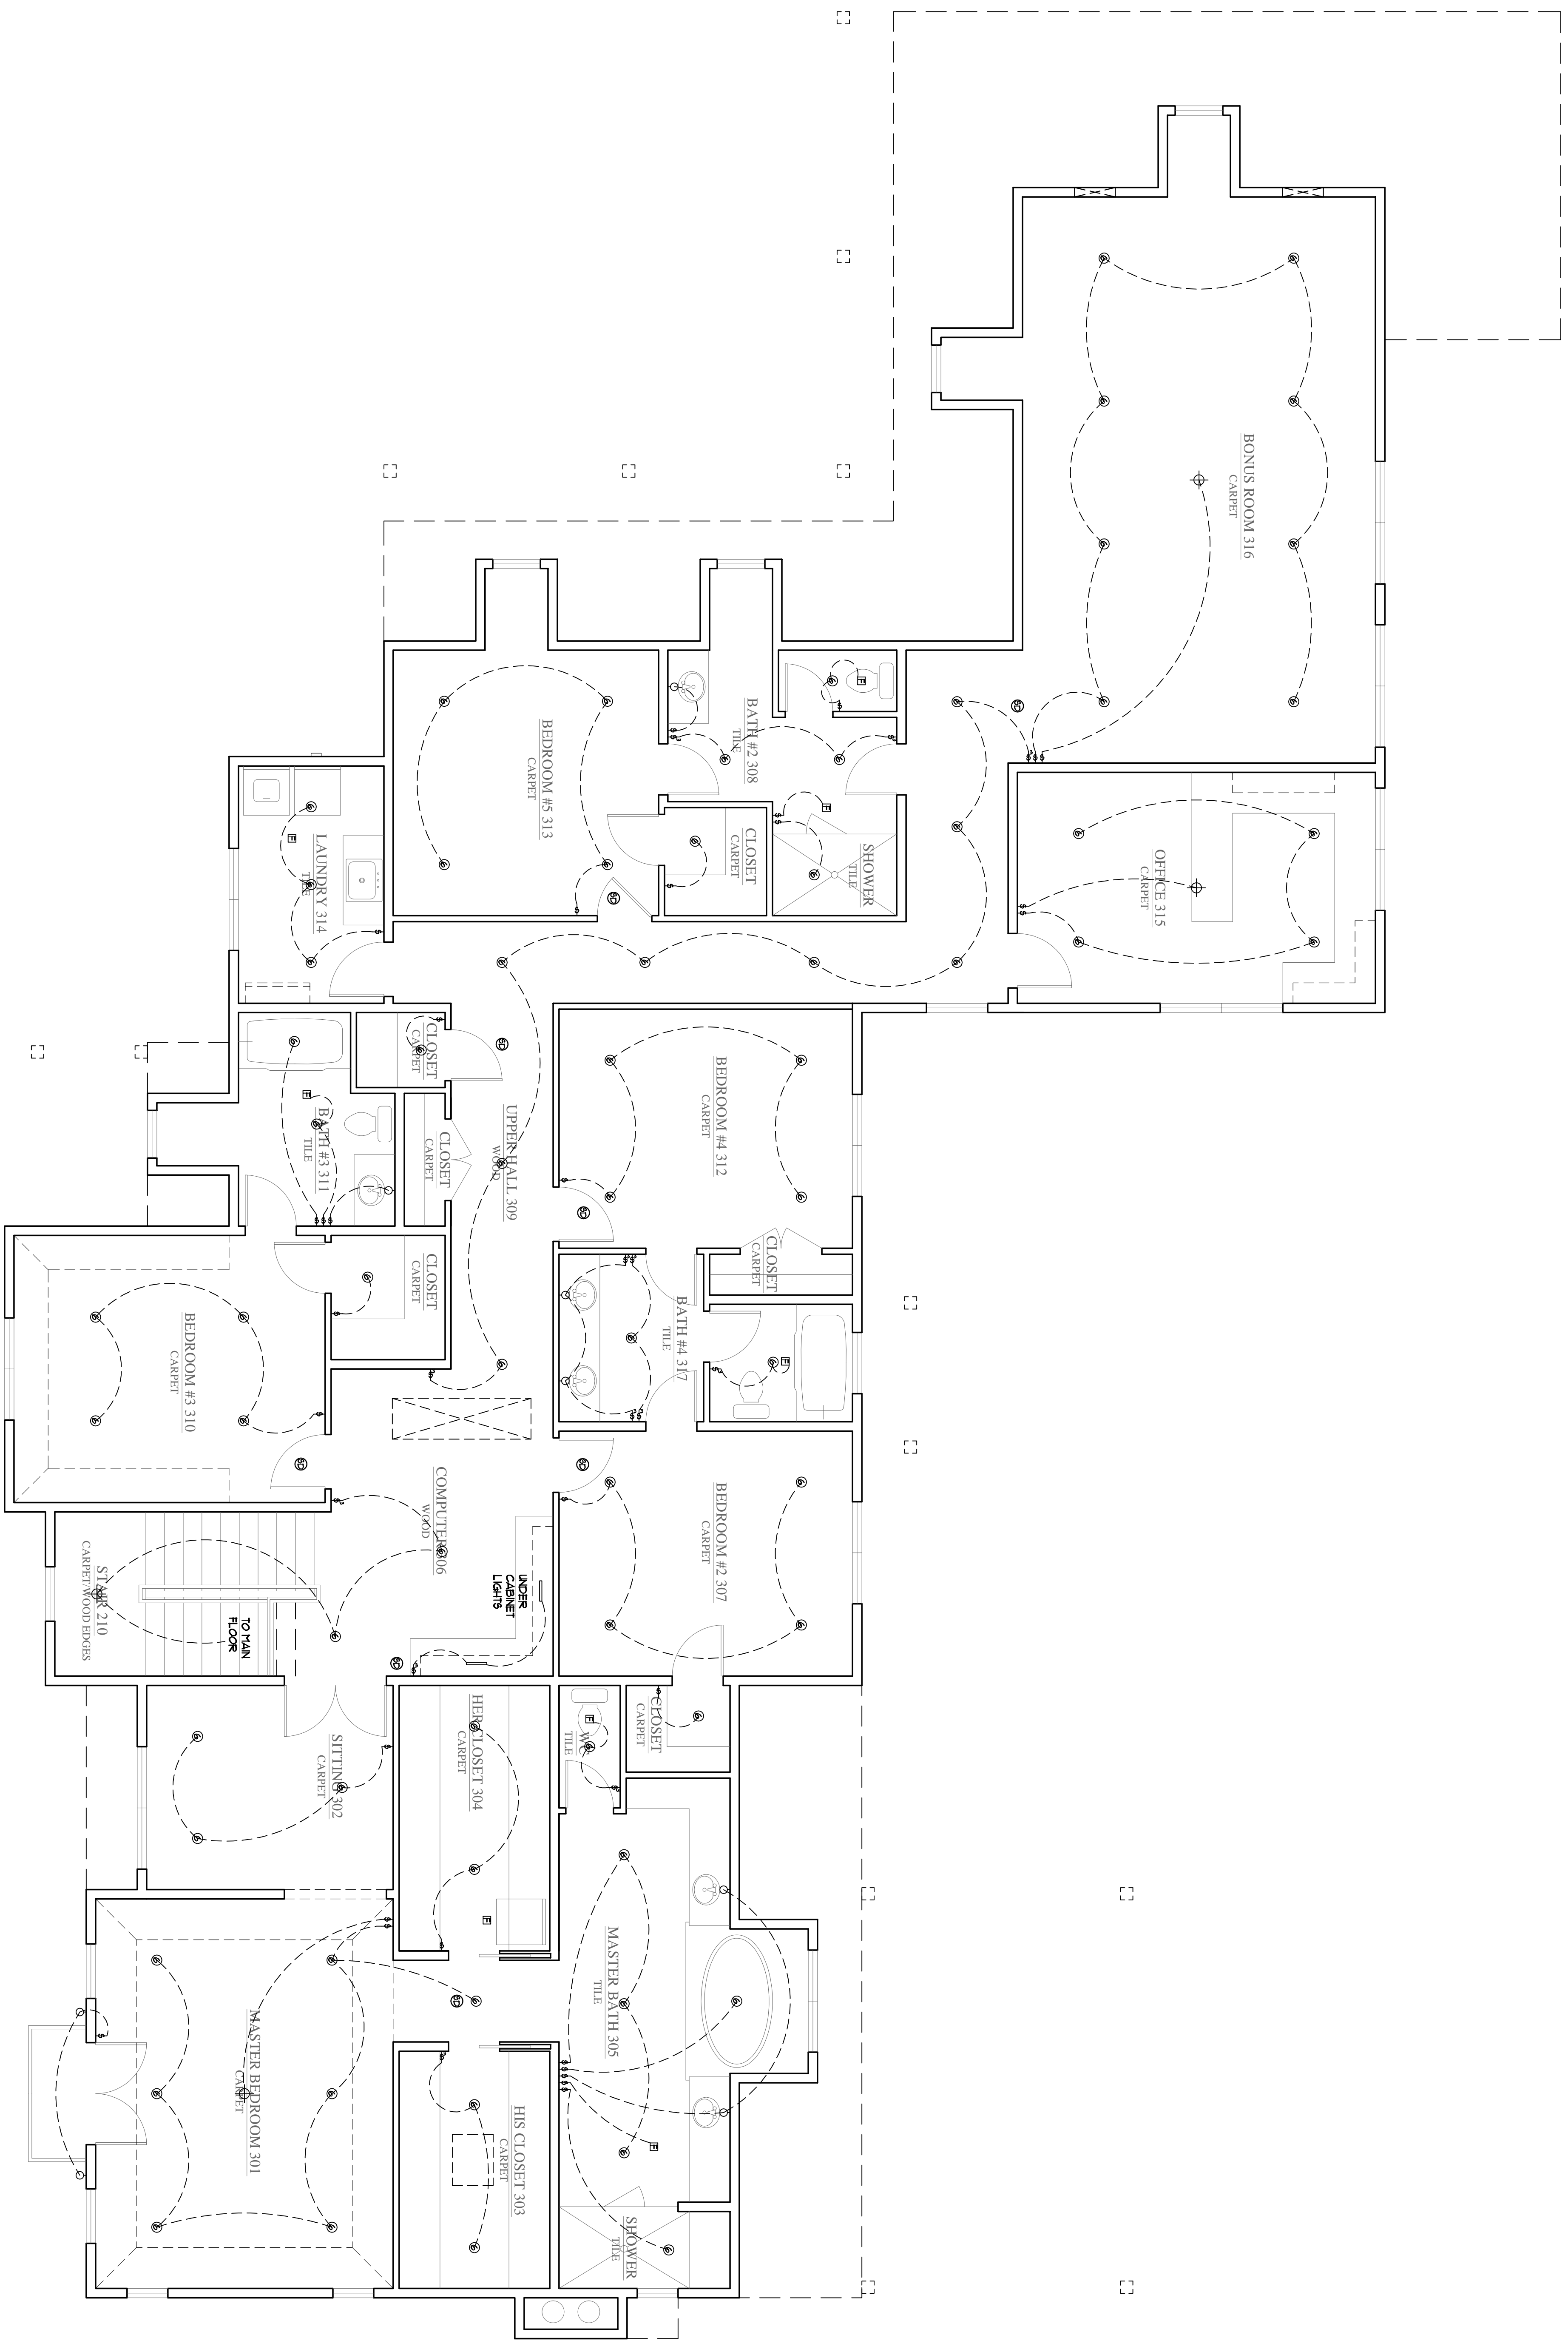 BONUS ROOM 316
CARPET
OFFICE 315
CARPET
BATH #2 308
TILE
SHOWER
TILE
CLOSET
CARPET
BEDROOM #5 313
CARPET
LAUNDRY 314
TILE
BEDROOM #4 312
CARPET
CLOSET
CARPET
UPPER HALL 309
WOOD
CLOSET
CARPET
CLOSET
CARPET
BATH #3 311
TILE
CLOSET
CARPET
BATH #4 317
TILE
BEDROOM #3 310
CARPET
BEDROOM #2 307
CARPET
COMPUTER 306
WOOD
UNDER
CABINET
LIGHTS
TO MAIN
FLOOR
STAIR 210
CARPET/WOOD EDGES
CLOSET
CARPET
WC
TILE
HER CLOSET 304
CARPET
SITTING 302
CARPET
MASTER BATH 305
TILE
MASTER BEDROOM 301
CARPET
HIS CLOSET 303
CARPET
SHOWER
TILE